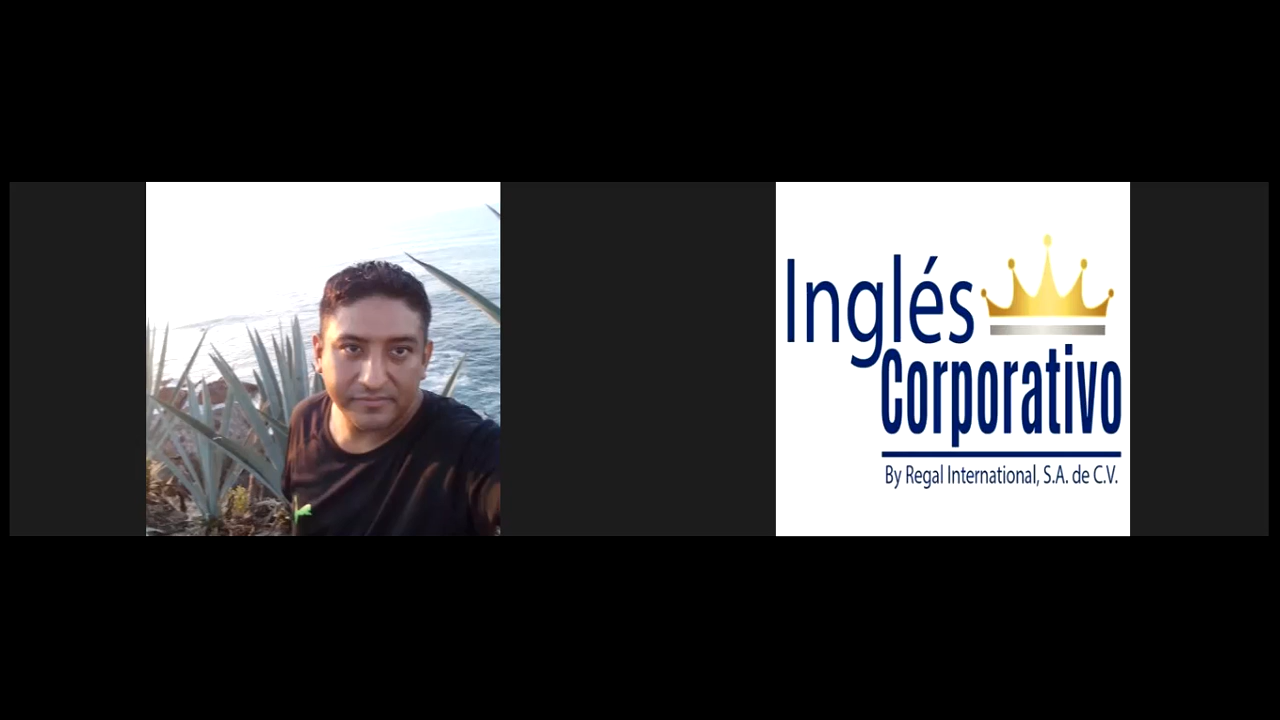 Inglés
Corporativo
By Regal International, S.A. de C.V.